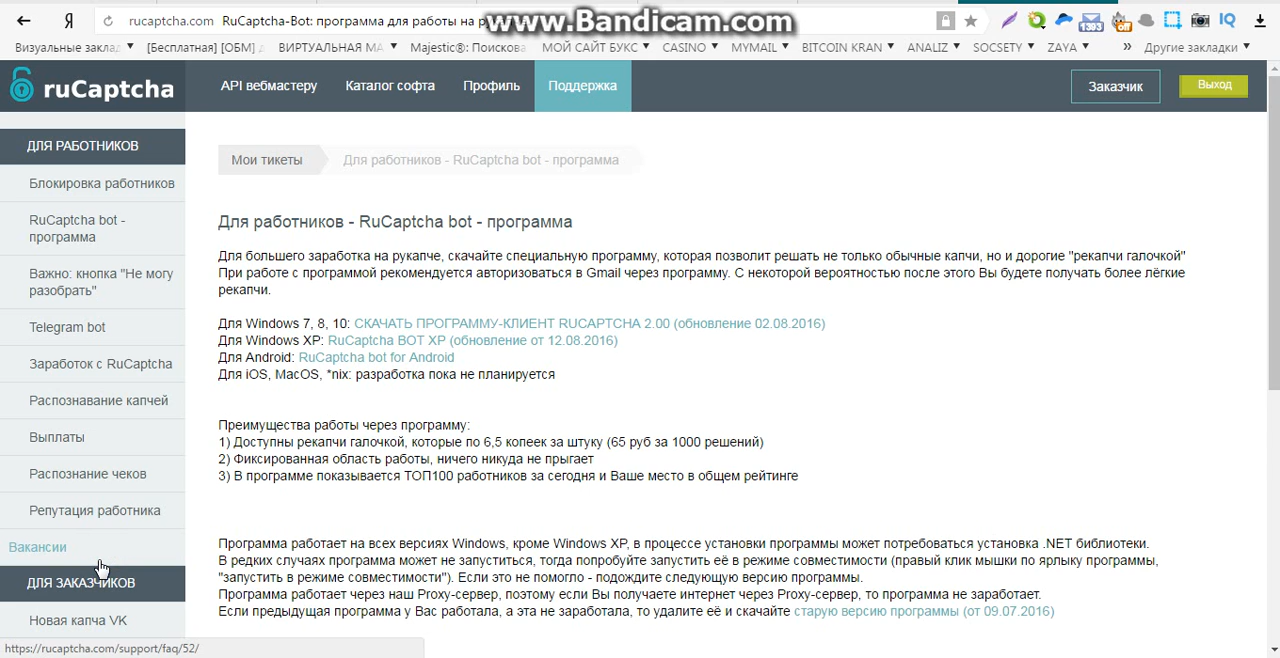 Я
rucaptcha.com RuCaptcha-Bot: программа для работы на ру
www.Bandicam.com
1393
Off
IQ
Визуальные заклад
[Бесплатная] [ОБМ]
ВИРТУАЛЬНАЯ МА
Majestic®: Поискова
МОЙ САЙТ БУКС
CASINO
MYMAIL
BITCOIN KRAN
ANALIZ
SOCSETY
ZAYA
»
Другие закладки
ruCaptcha
API вебмастеру
Каталог софта
Профиль
Поддержка
Заказчик
Выход
ДЛЯ РАБОТНИКОВ
Блокировка работников
RuCaptcha bot -
программа
Важно: кнопка "Не могу
разобрать"
Telegram bot
Заработок с RuCaptcha
Распознавание капчей
Выплаты
Распознание чеков
Репутация работника
Вакансии
ДЛЯ ЗАКАЗЧИКОВ
Новая капча VK
https://rucaptcha.com/support/faq/52/
Мои тикеты
Для работников - RuCaptcha bot - программа
Для работников - RuCaptcha bot - программа
Для большего заработка на рукапче, скачайте специальную программу, которая позволит решать не только обычные капчи, но и дорогие "рекапчи галочкой"
При работе с программой рекомендуется авторизоваться в Gmail через программу. С некоторой вероятностью после этого Вы будете получать более лёгкие
рекапчи.
Для Windows 7, 8, 10: СКАЧАТЬ ПРОГРАММУ-КЛИЕНТ RUCAPTCHA 2.00 (обновление 02.08.2016)
Для Windows XP: RuCaptcha BOT XP (обновление от 12.08.2016)
Для Android: RuCaptcha bot for Android
Для iOS, MacOS, *nix: разработка пока не планируется
Преимущества работы через программу:
1) Доступны рекапчи галочкой, которые по 6,5 копеек за штуку (65 руб за 1000 решений)
2) Фиксированная область работы, ничего никуда не прыгает
3) В программе показывается ТОП100 работников за сегодня и Ваше место в общем рейтинге
Программа работает на всех версиях Windows, кроме Windows XP, в процессе установки программы может потребоваться установка .NET библиотеки.
В редких случаях программа может не запуститься, тогда попробуйте запустить её в режиме совместимости (правый клик мышки по ярлыку программы,
"запустить в режиме совместимости"). Если это не помогло - подождите следующую версию программы.
Программа работает через наш Proxy-сервер, поэтому если Вы получаете интернет через Proxy-сервер, то программа не заработает.
Если предыдущая программа у Вас работала, а эта не заработала, то удалите её и скачайте старую версию программы (от 09.07.2016)